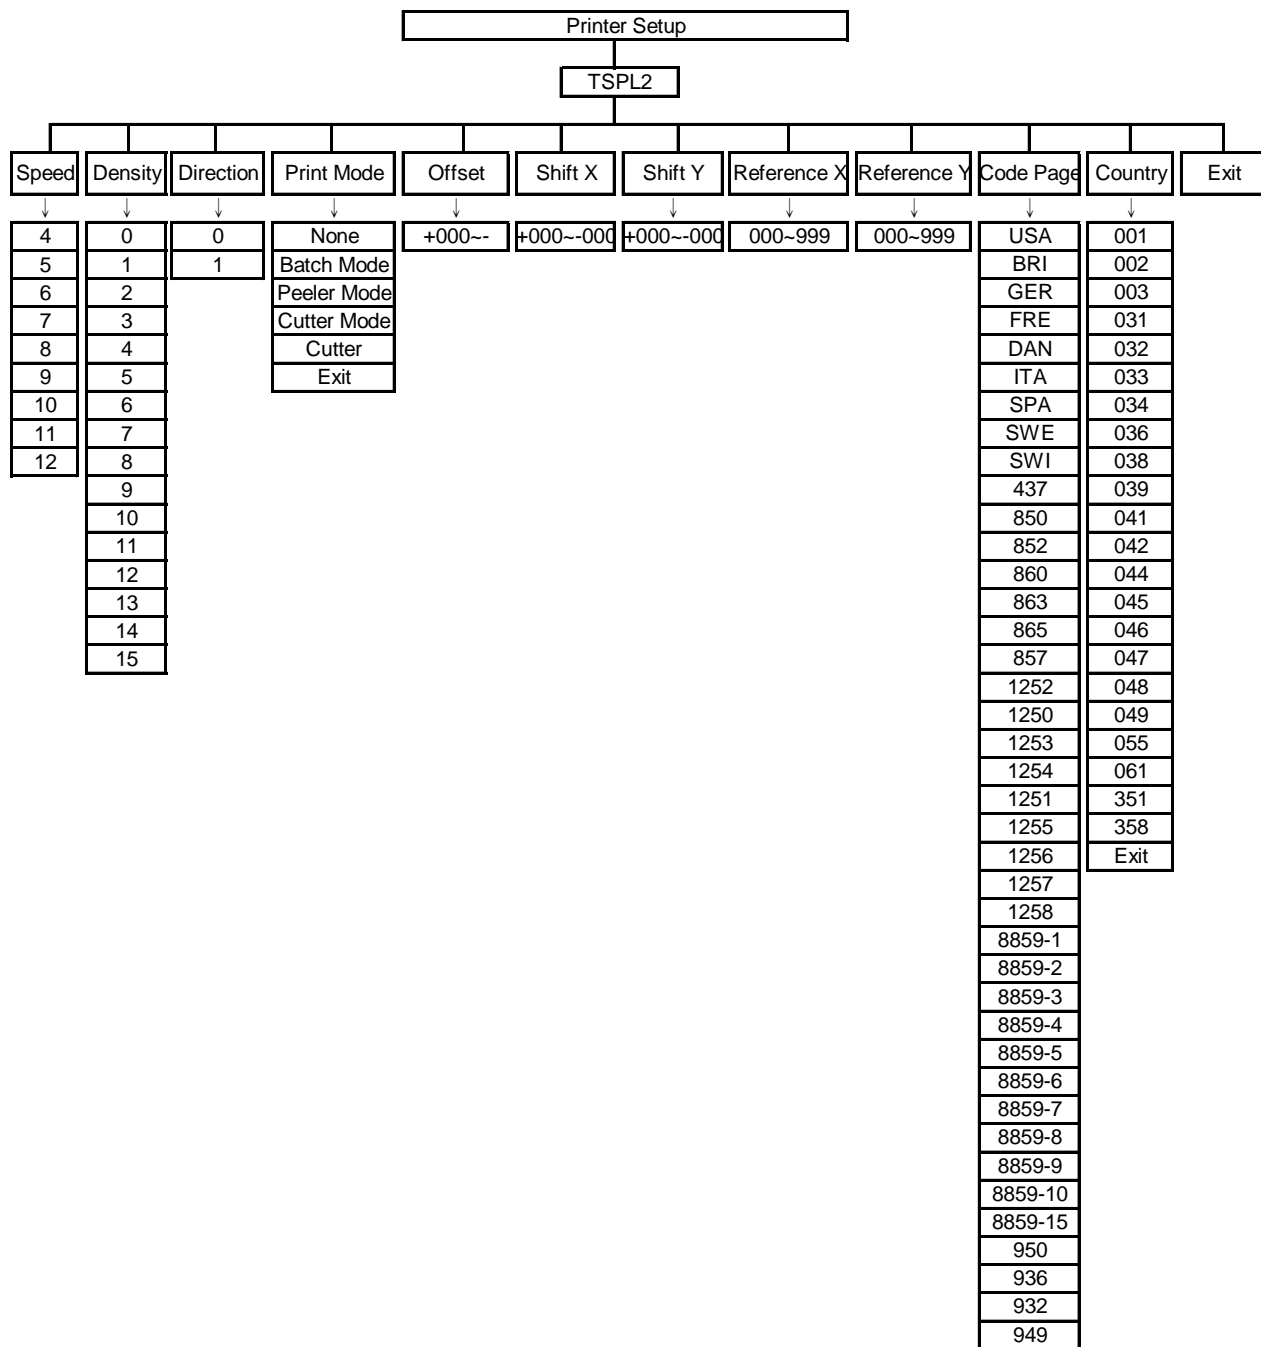 Printer Setup
TSPL2
Speed Density Direction Print Mode Offset Shift X Shift Y Reference X Reference Y Code Page Country Exit
4 0 0 None +000~- +000~-000 +000~-000 000~999 000~999 USA 001
5 1 1 Batch Mode BRI 002
6 2 Peeler Mode GER 003
7 3 Cutter Mode FRE 031
8 4 Cutter DAN 032
9 5 Exit ITA 033
10 6 SPA 034
11 7 SWE 036
12 8 SWI 038
9 437 039
10 850 041
11 852 042
12 860 044
13 863 045
14 865 046
15 857 047
1252 048
1250 049
1253 055
1254 061
1251 351
1255 358
1256 Exit
1257
1258
8859-1
8859-2
8859-3
8859-4
8859-5
8859-6
8859-7
8859-8
8859-9
8859-10
8859-15
950
936
932
949